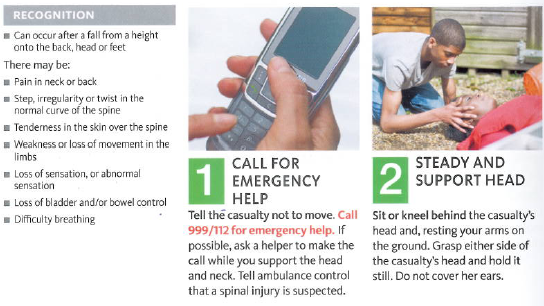 RECOGNITION
■ Can occur after a fall from a height
onto the back, head or feet
There may be:
■ Pain in neck or back
■ Step, irregularity or twist in the
normal curve of the spine
■ Tenderness in the skin over the spine
■ Weakness or loss of movement in the
limbs
■ Loss of sensation, or abnormal
sensation
■ Loss of bladder and/or bowel control
■ Difficulty breathing
1 CALL FOR
EMERGENCY
HELP
Tell the casualty not to move. Call
999/112 for emergency help. If
possible, ask a helper to make the
call while you support the head
and neck. Tell ambulance control
that a spinal injury is suspected.
2 STEADY AND
SUPPORT HEAD
Sit or kneel behind the casualty's
head and, resting your arms on
the ground. Grasp either side of
the casualty's head and hold it
still. Do not cover her ears.